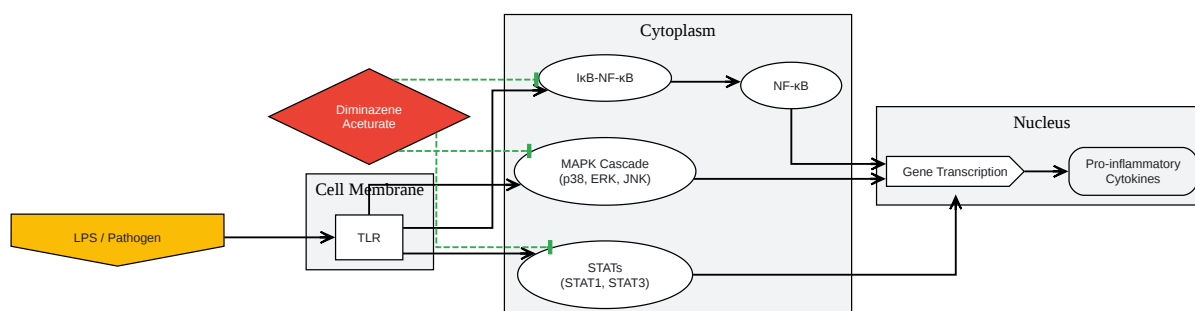 Cytoplasm
IκB-NF-κB
NF-κB
Diminazene
Aceturate
Nucleus
MAPK Cascade
(p38, ERK, JNK)
Gene Transcription
Pro-inflammatory
Cytokines
Cell Membrane
LPS / Pathogen
TLR
STATs
(STAT1, STAT3)